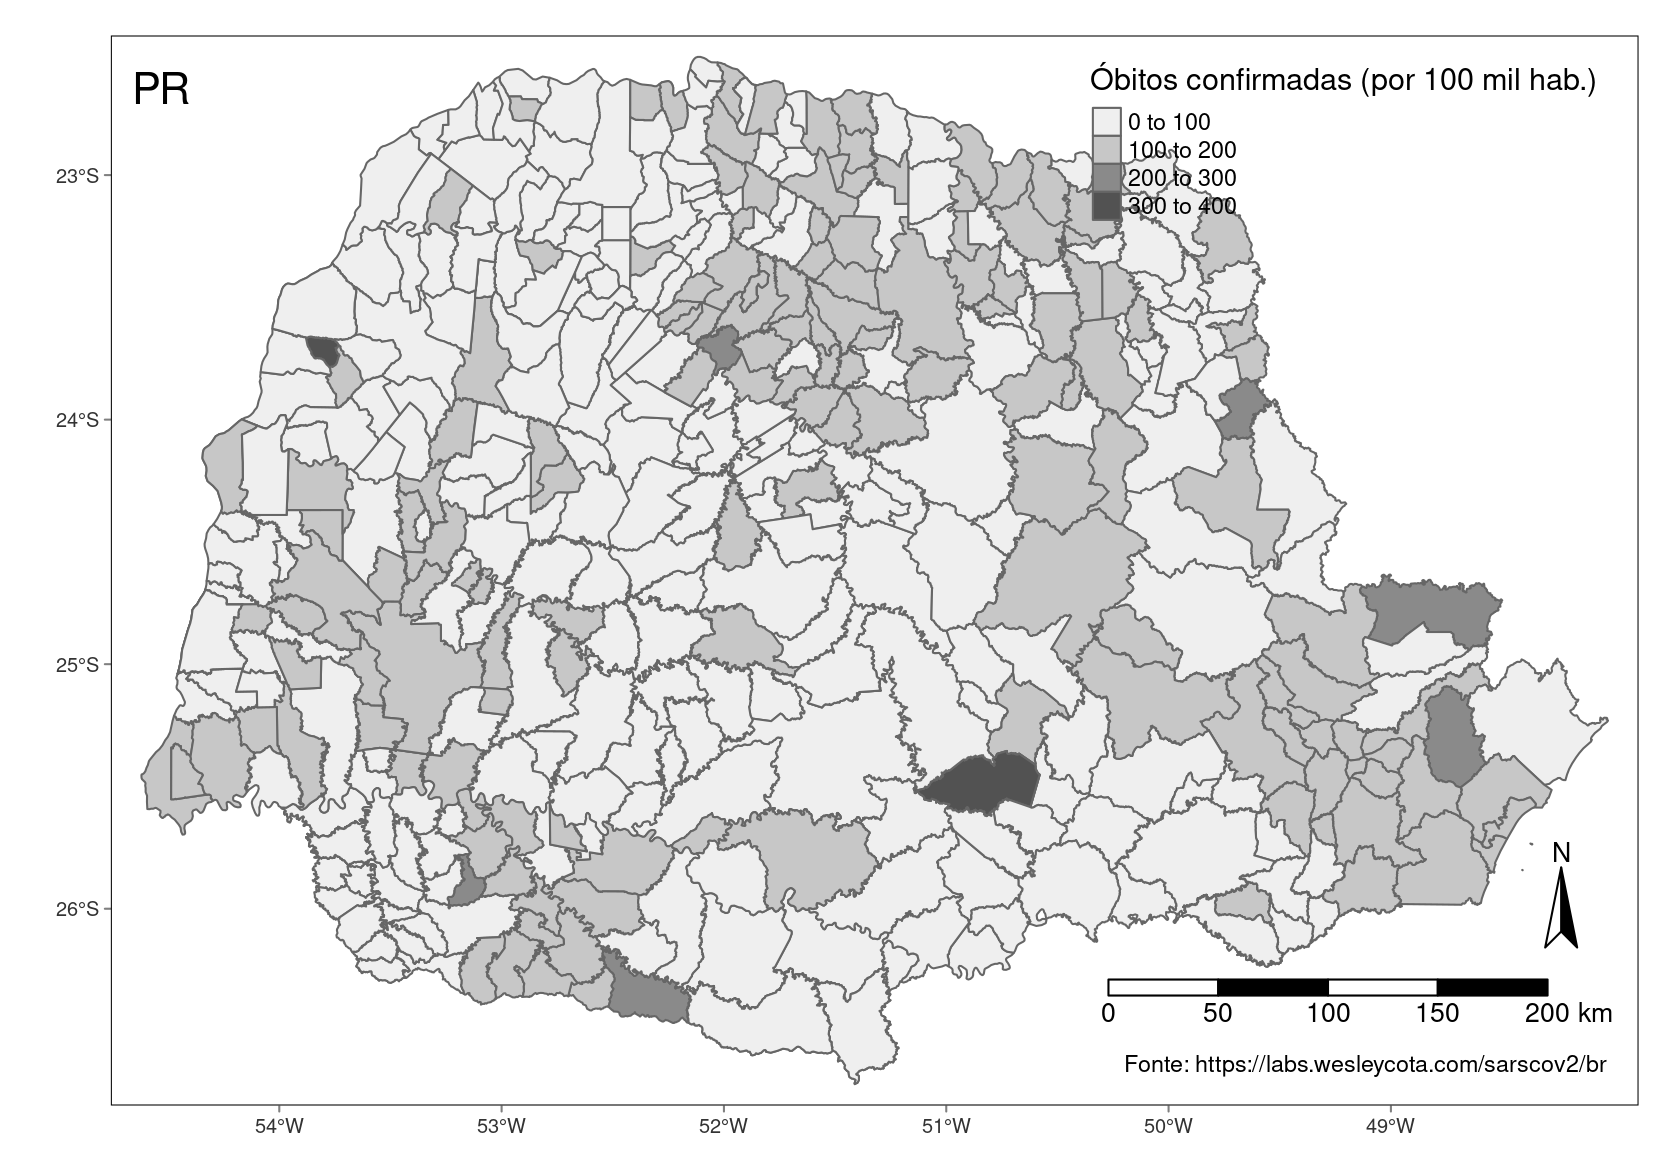 PR
Óbitos confirmadas (por 100 mil hab.)
0 to 100
100 to 200
200 to 300
300 to 400
23°S
24°S
25°S
26°S
N
0 50 100 150 200 km
Fonte: https://labs.wesleycota.com/sarscov2/br
54°W 53°W 52°W 51°W 50°W 49°W